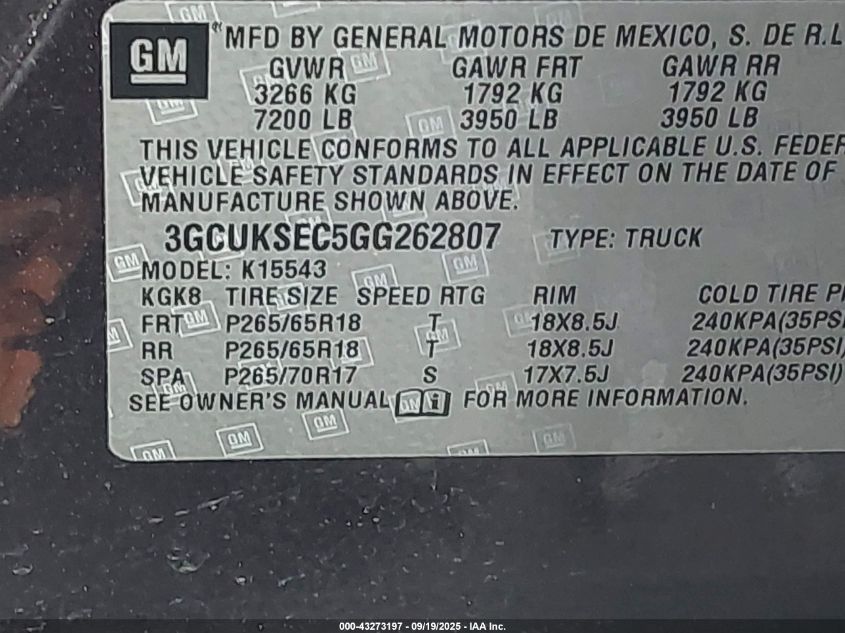 GM MFD BY GENERAL MOTORS DE MEXICO, S. DE R.L
GVWR GAWR FRT GAWR RR
3266 KG 1792 KG 1792 KG
7200 LB 3950 LB 3950 LB
THIS VEHICLE CONFORMS TO ALL APPLICABLE U.S. FEDER
VEHICLE SAFETY STANDARDS IN EFFECT ON THE DATE OF
MANUFACTURE SHOWN ABOVE.
3GCUKSEC5GG262807 TYPE: TRUCK
MODEL: K15543
KGK8 TIRE SIZE SPEED RTG RIM COLD TIRE P
FRT P265/65R18 T 18X8.5J 240KPA(35PSI
RR P265/65R18 T 18X8.5J 240KPA(35PSI)
SPA P265/70R17 S 17X7.5J 240KPA(35PSI)
SEE OWNER'S MANUAL FOR MORE INFORMATION.
000-43273197 - 09/19/2025 - IAA Inc.